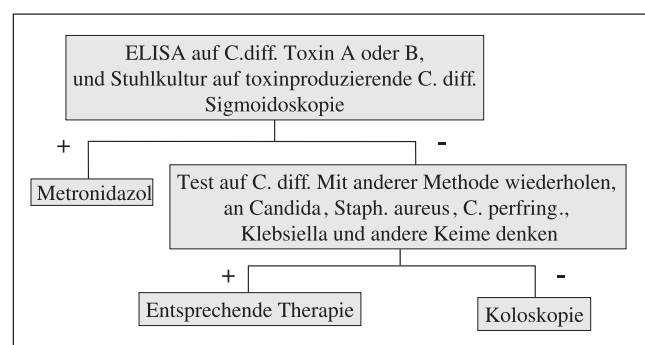 ELISA auf C.diff. Toxin A oder B,
und Stuhlkultur auf toxinproduzierende C. diff.
Sigmoidoskopie
+
-
Metronidazol
Test auf C. diff. Mit anderer Methode wiederholen,
an Candida, Staph. aureus, C. perfring.,
Klebsiella und andere Keime denken
+
-
Entsprechende Therapie
Koloskopie